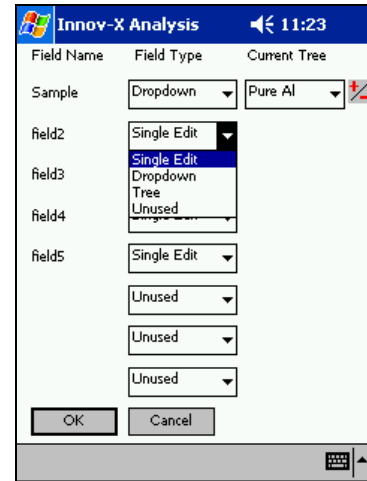 Innov-X Analysis 11:23
Field Name Field Type Current Tree
Sample Dropdown Pure Al +/-
field2 Single Edit
Single Edit
field3 Dropdown
Tree
Unused
field4
field5 Single Edit
Unused
Unused
Unused
OK Cancel